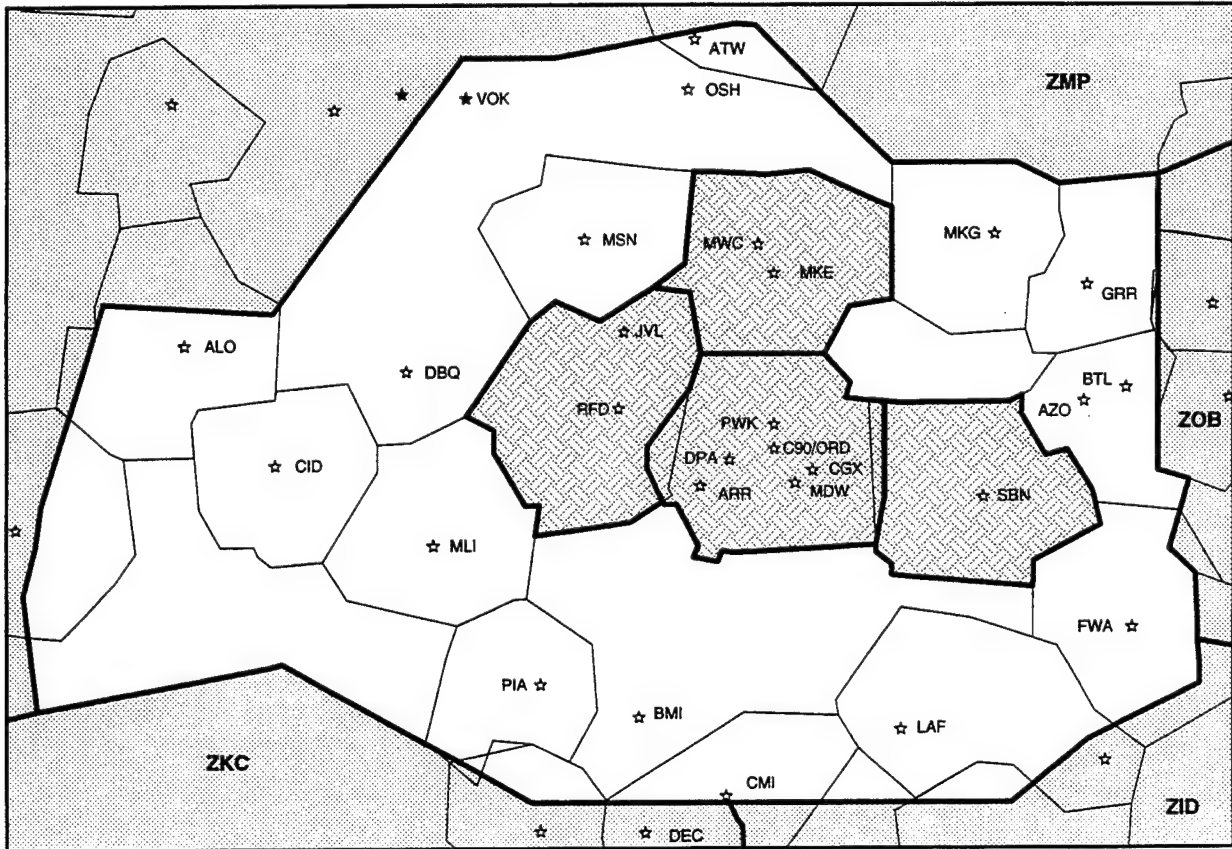 ATW
ZMP
OSH
VOK
MSN
MWC
MKE
MKG
GRR
JVL
ALO
DBQ
BTL
AZO
ZOB
RFD
PWK
C90/ORD
DPA
CGX
CID
ARR
MDW
SBN
MLI
FWA
PIA
BMI
LAF
ZKC
CMI
ZID
DEC